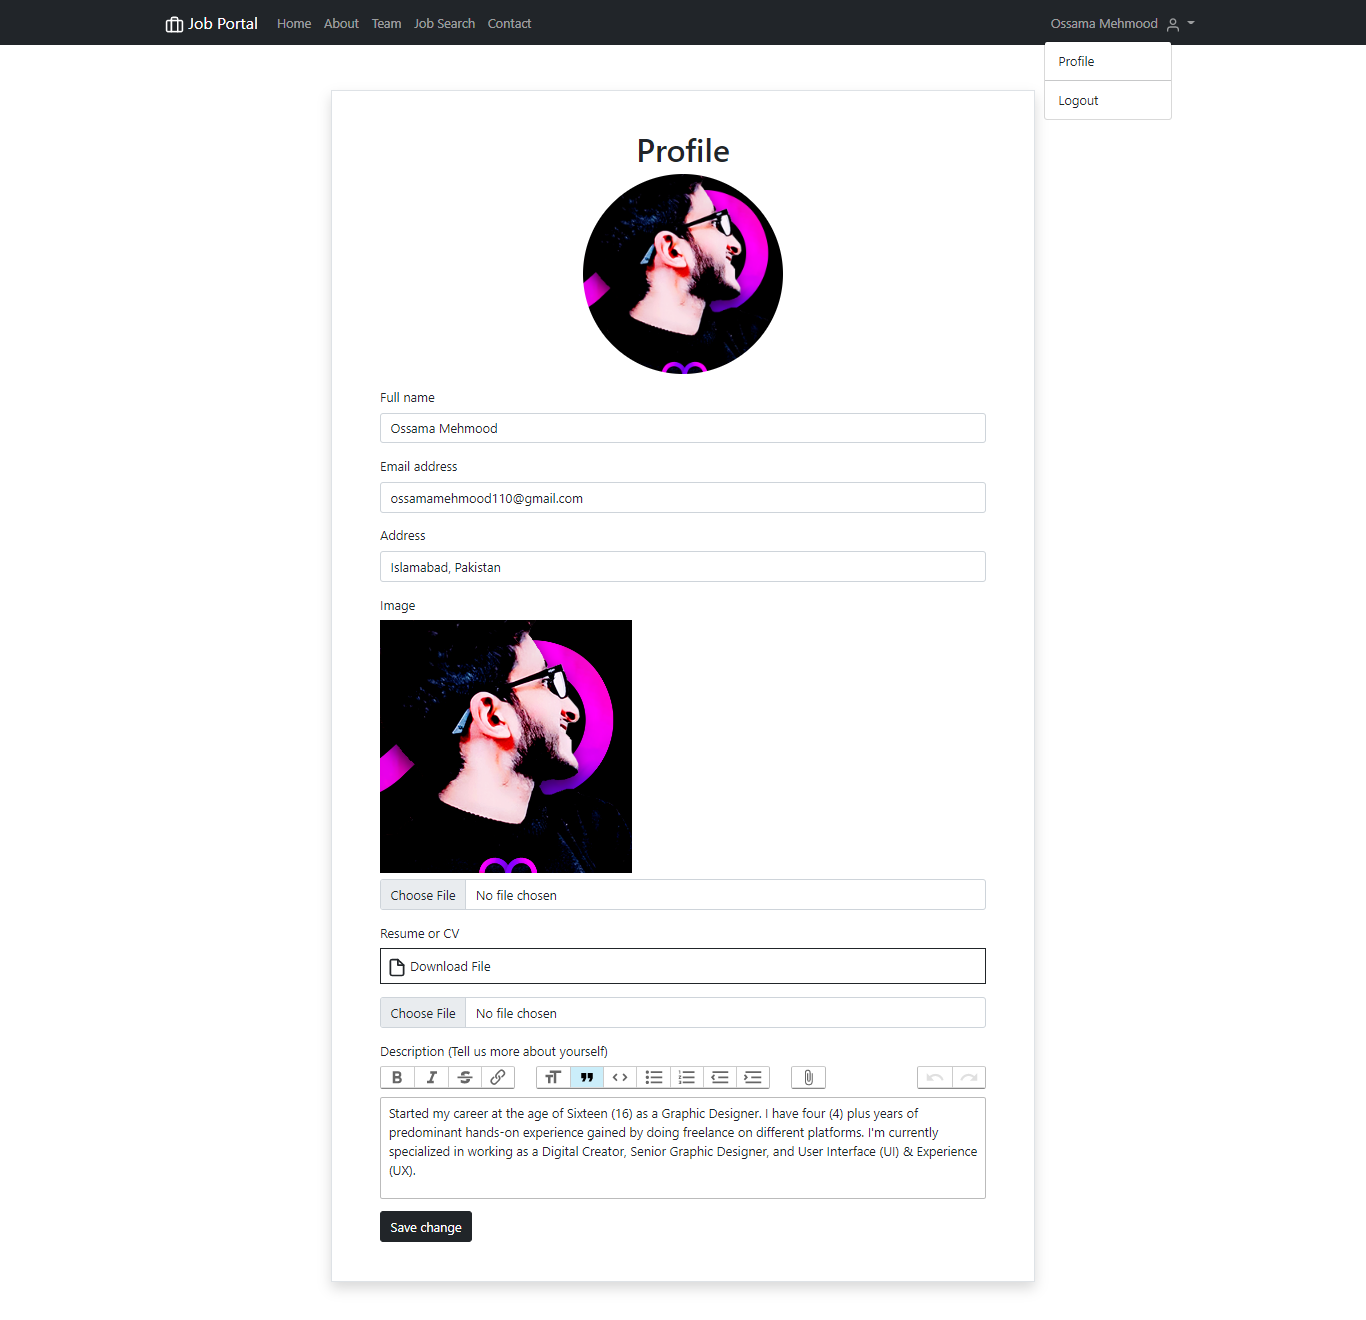 Job Portal Home About Team Job Search Contact Ossama Mehmood
Profile
Logout
Profile
Full name
Ossama Mehmood
Email address
ossamamehmood110@gmail.com
Address
Islamabad, Pakistan
Image
Choose File No file chosen
Resume or CV
Download File
Choose File No file chosen
Description (Tell us more about yourself)
Started my career at the age of Sixteen (16) as a Graphic Designer. I have four (4) plus years of
predominant hands-on experience gained by doing freelance on different platforms. I'm currently
specialized in working as a Digital Creator, Senior Graphic Designer, and User Interface (UI) & Experience
(UX).
Save change